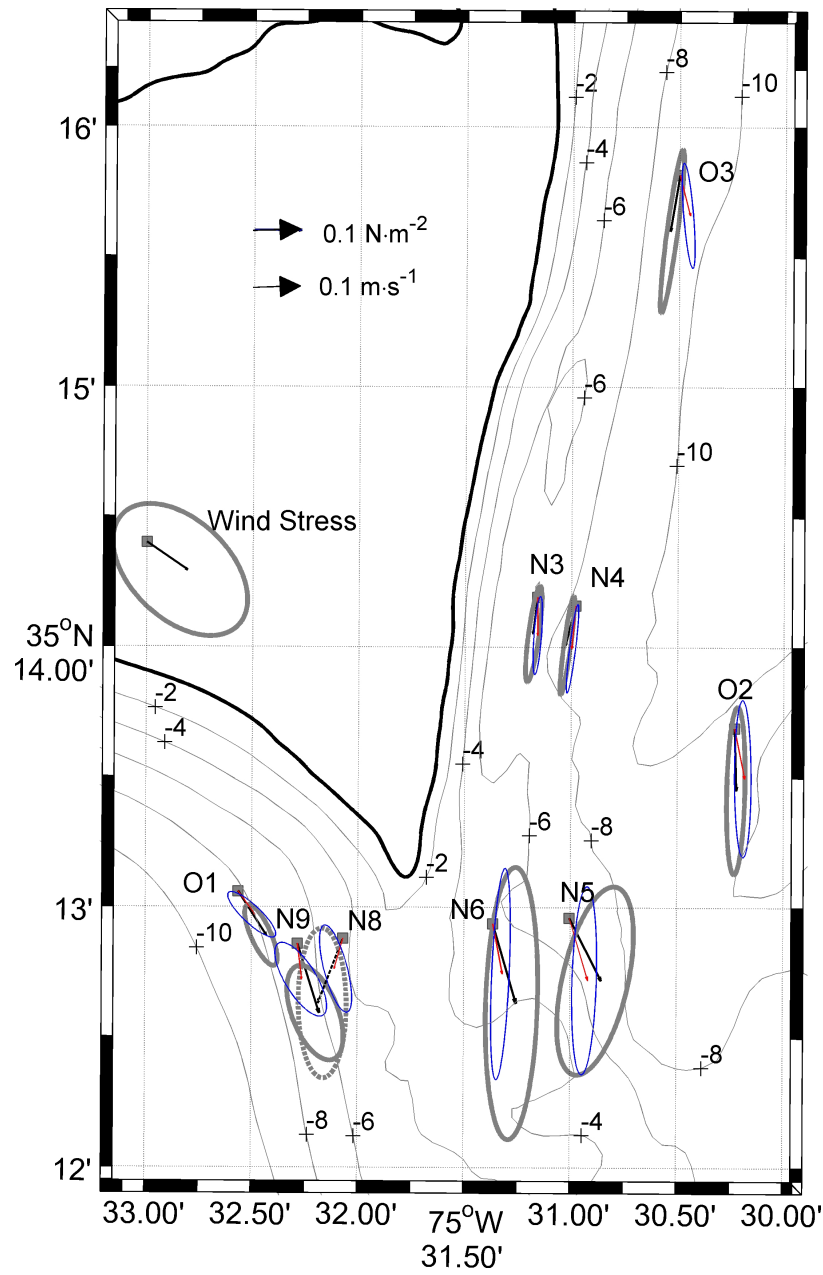 -8
-2
-10
16'
-4
O3
-6
0.1 N·m-2
0.1 m·s-1
15'
-6
-10
Wind Stress
N3
N4
35oN
14.00'
O2
-2
-4
-4
-6
-8
-2
O1
13'
N9
N8
N6
N5
-10
-8
-8
-6
-4
12'
33.00'
32.50'
32.00'
75oW
31.50'
31.00'
30.50'
30.00'